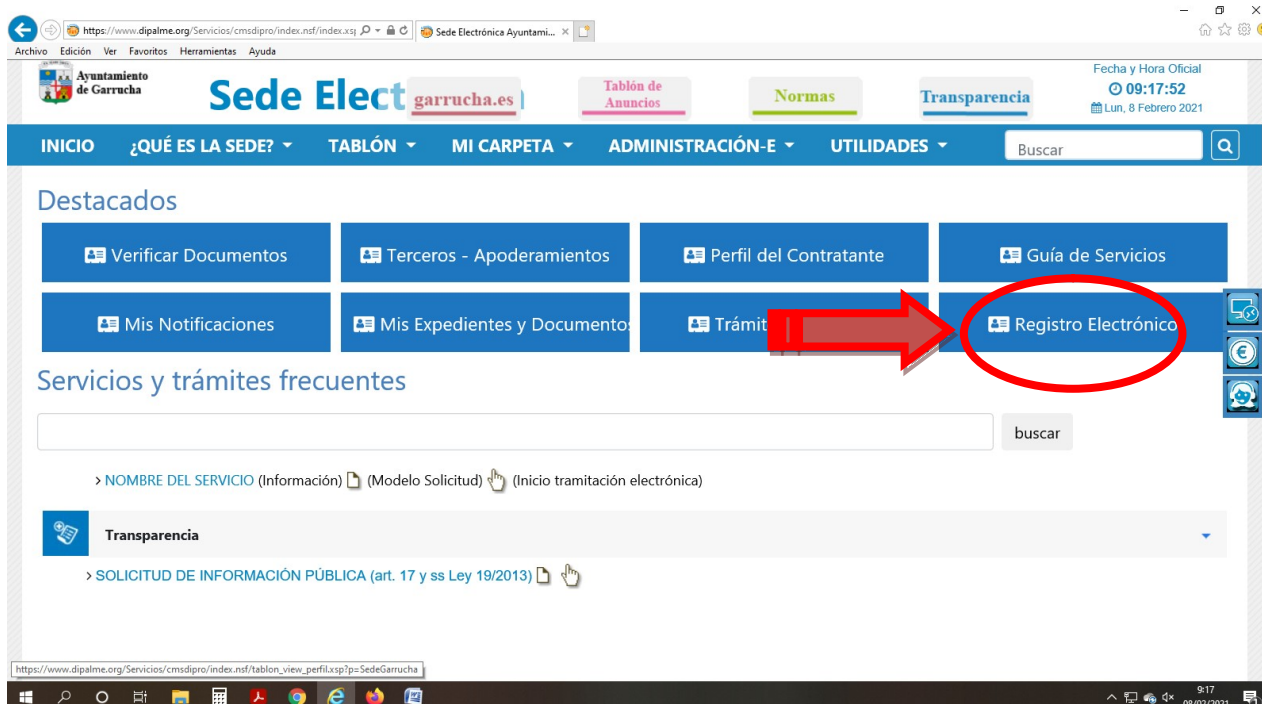 https://www.dipalme.org/Servicios/cmsdipro/index.nsf/index.xs
Sede Electrónica Ayuntami...
Archivo Edición Ver Favoritos Herramientas Ayuda
Ayuntamiento
de Garrucha
Sede Elect
garrucha.es
Tablón de
Anuncios
Normas
Transparencia
Fecha y Hora Oficial
09:17:52
Lun, 8 Febrero 2021
INICIO ¿QUÉ ES LA SEDE? TABLÓN MI CARPETA ADMINISTRACIÓN-E UTILIDADES Buscar
Destacados
Verificar Documentos Terceros - Apoderamientos Perfil del Contratante Guía de Servicios
Mis Notificaciones Mis Expedientes y Documento Trámit Registro Electrónico
Servicios y trámites frecuentes
buscar
> NOMBRE DEL SERVICIO (Información) (Modelo Solicitud) (Inicio tramitación electrónica)
Transparencia
> SOLICITUD DE INFORMACIÓN PÚBLICA (art. 17 y ss Ley 19/2013)
https://www.dipalme.org/Servicios/cmsdipro/index.nsf/tablon_view_perfil.xsp?p=SedeGarrucha
9:17
08/02/2021